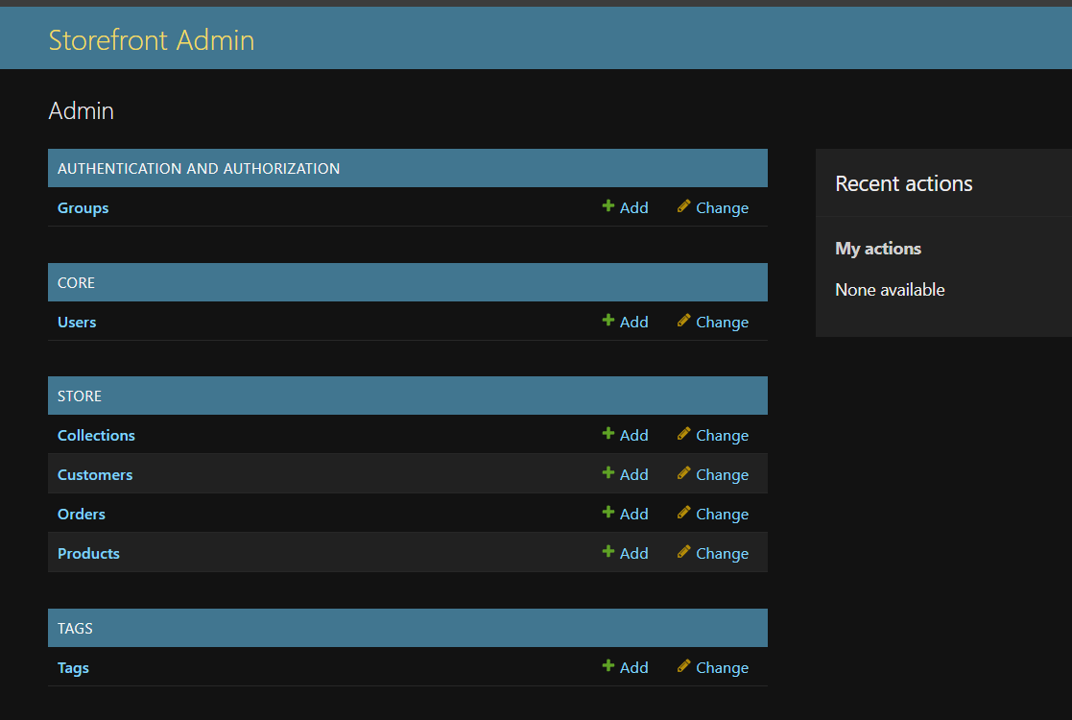 Storefront Admin
Admin
AUTHENTICATION AND AUTHORIZATION
Groups Add Change
CORE
Users Add Change
STORE
Collections Add Change
Customers Add Change
Orders Add Change
Products Add Change
TAGS
Tags Add Change
Recent actions
My actions
None available